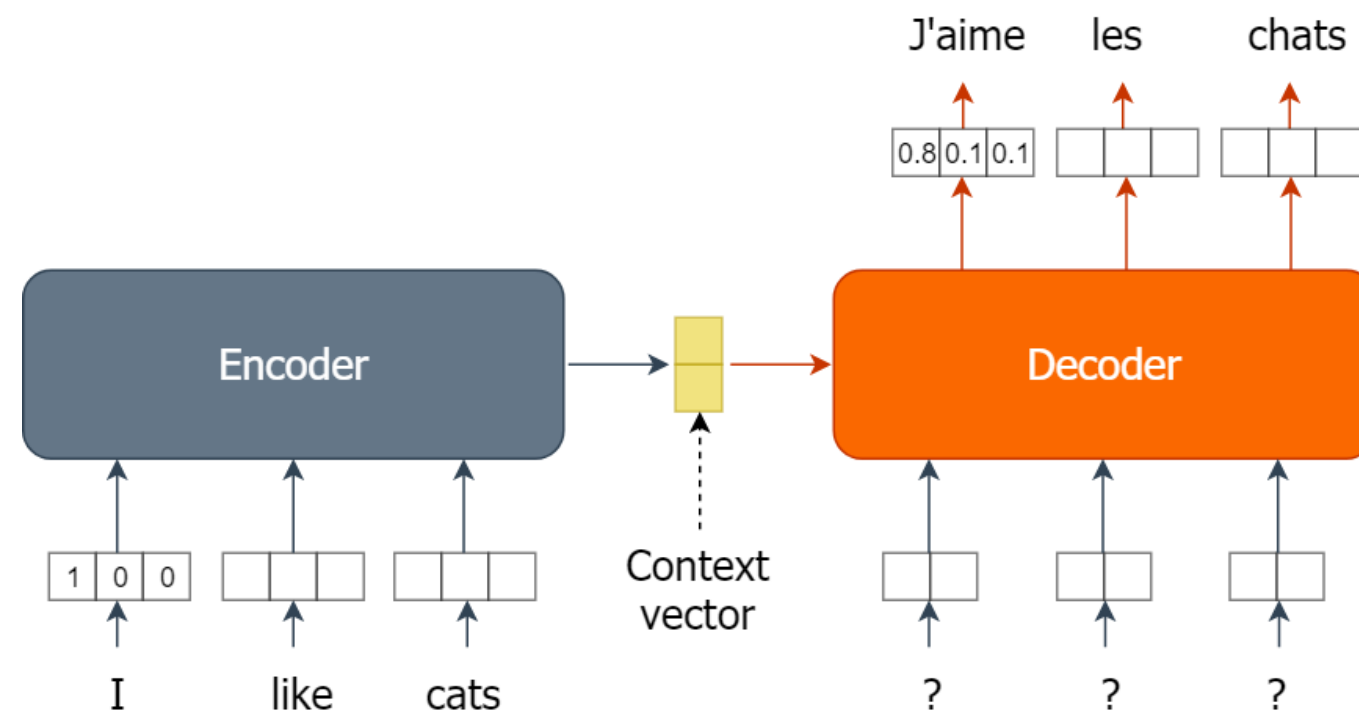 J'aime les chats
0.8 0.1 0.1
Encoder
Decoder
1 0 0
Context
vector
I like cats
? ? ?